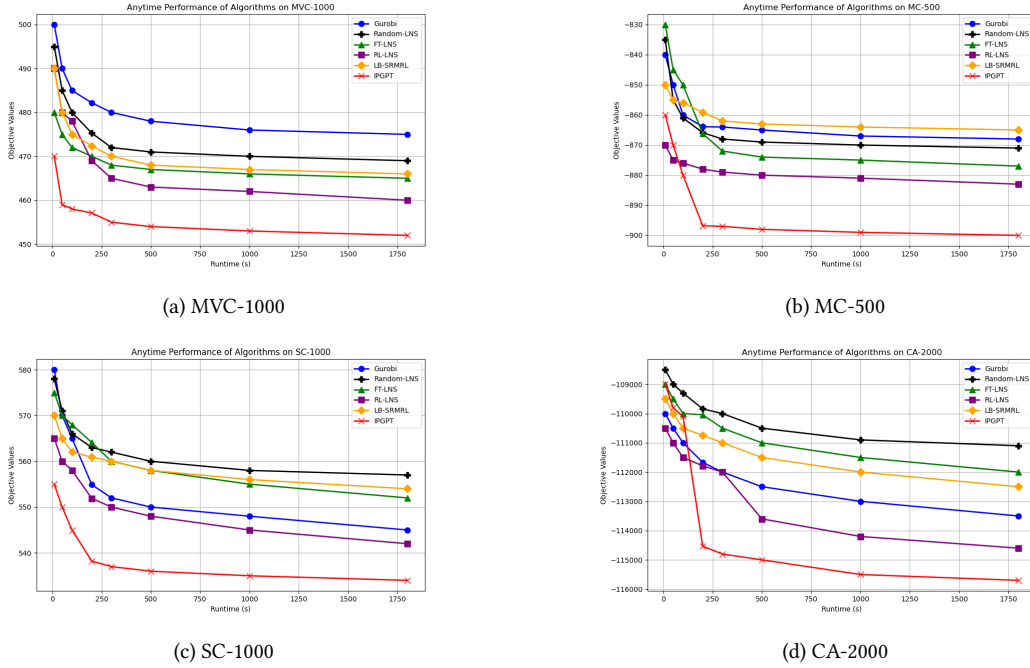 Anytime Performance of Algorithms on MVC-1000
Objective Values
500
490
480
470
460
450
0
250
500
750
1000
1250
1500
1750
Runtime (s)
Gurobi
Random-LNS
FT-LNS
RL-LNS
LB-SRMRL
IPGPT
(a) MVC-1000
Anytime Performance of Algorithms on MC-500
Objective Values
−830
−840
−850
−860
−870
−880
−890
−900
0
250
500
750
1000
1250
1500
1750
Runtime (s)
Gurobi
Random-LNS
FT-LNS
RL-LNS
LB-SRMRL
IPGPT
(b) MC-500
Anytime Performance of Algorithms on SC-1000
Objective Values
580
570
560
550
540
0
250
500
750
1000
1250
1500
1750
Runtime (s)
Gurobi
Random-LNS
FT-LNS
RL-LNS
LB-SRMRL
IPGPT
(c) SC-1000
Anytime Performance of Algorithms on CA-2000
Objective Values
−109000
−110000
−111000
−112000
−113000
−114000
−115000
−116000
0
250
500
750
1000
1250
1500
1750
Runtime (s)
Gurobi
Random-LNS
FT-LNS
RL-LNS
LB-SRMRL
IPGPT
(d) CA-2000